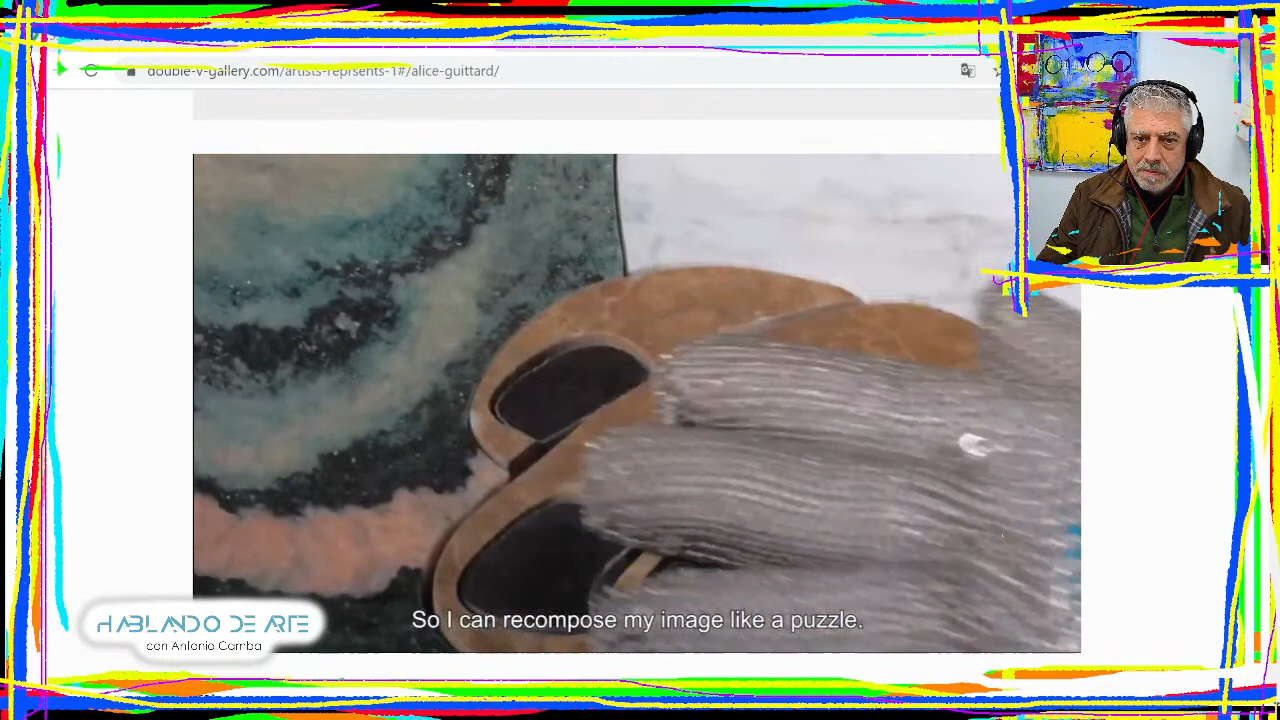 double-v-gallery.com/artists-reprsents-1#/alice-guittard/
So I can recompose my image like a puzzle.
HABLANDO DE ARTE
con Antonio Camba